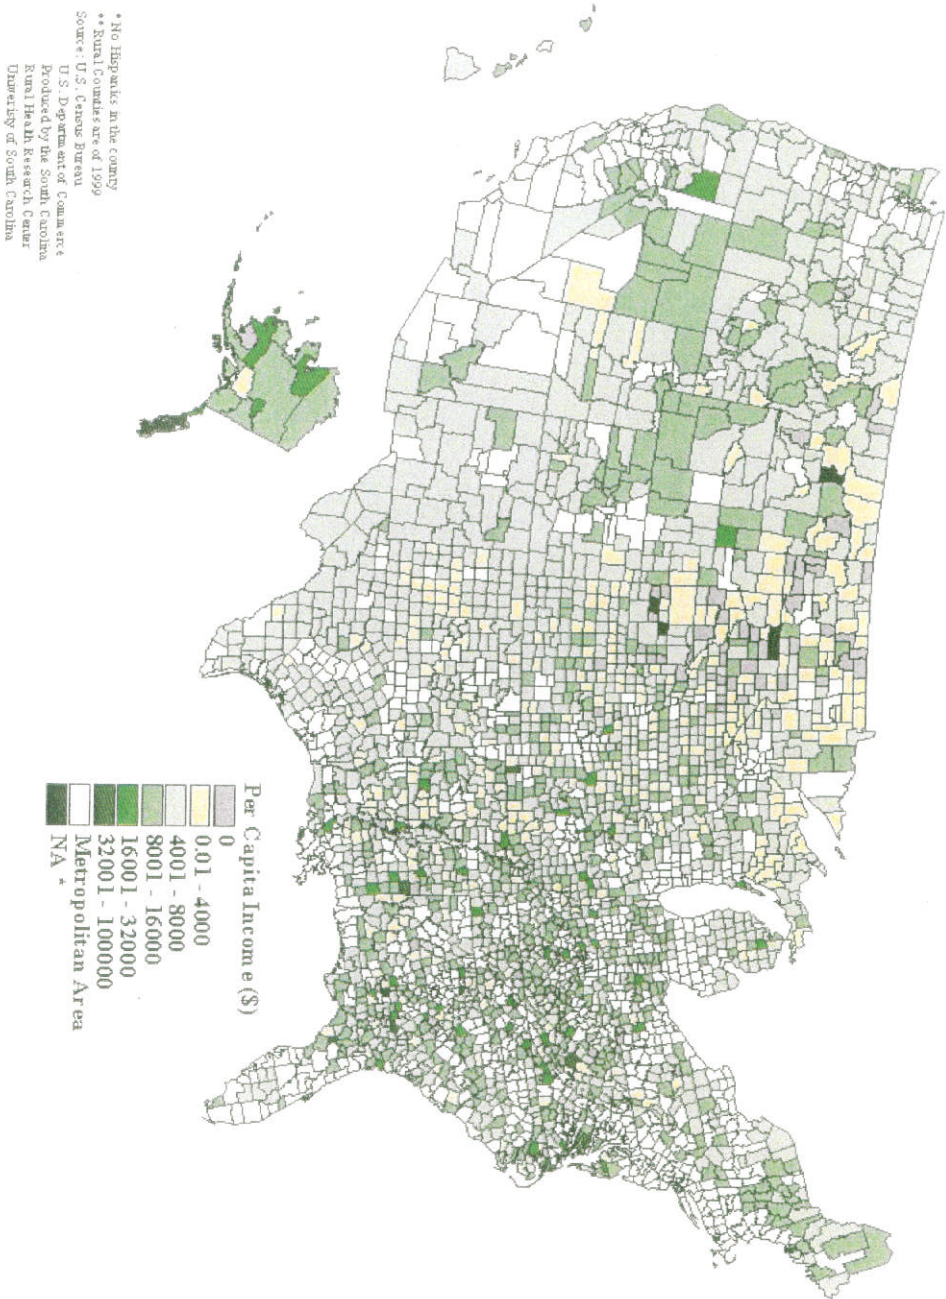 Per Capita Income ($)
0
0.01 - 4000
4001 - 8000
8001 - 16000
16001 - 32000
32001 - 100000
Metropolitan Area
NA *
* No Hispanics in the county
** Rural Counties are of 1999
Source: U.S. Census Bureau
U.S. Department of Commerce
Produced by the South Carolina
Rural Health Research Center
Univeristy of South Carolina